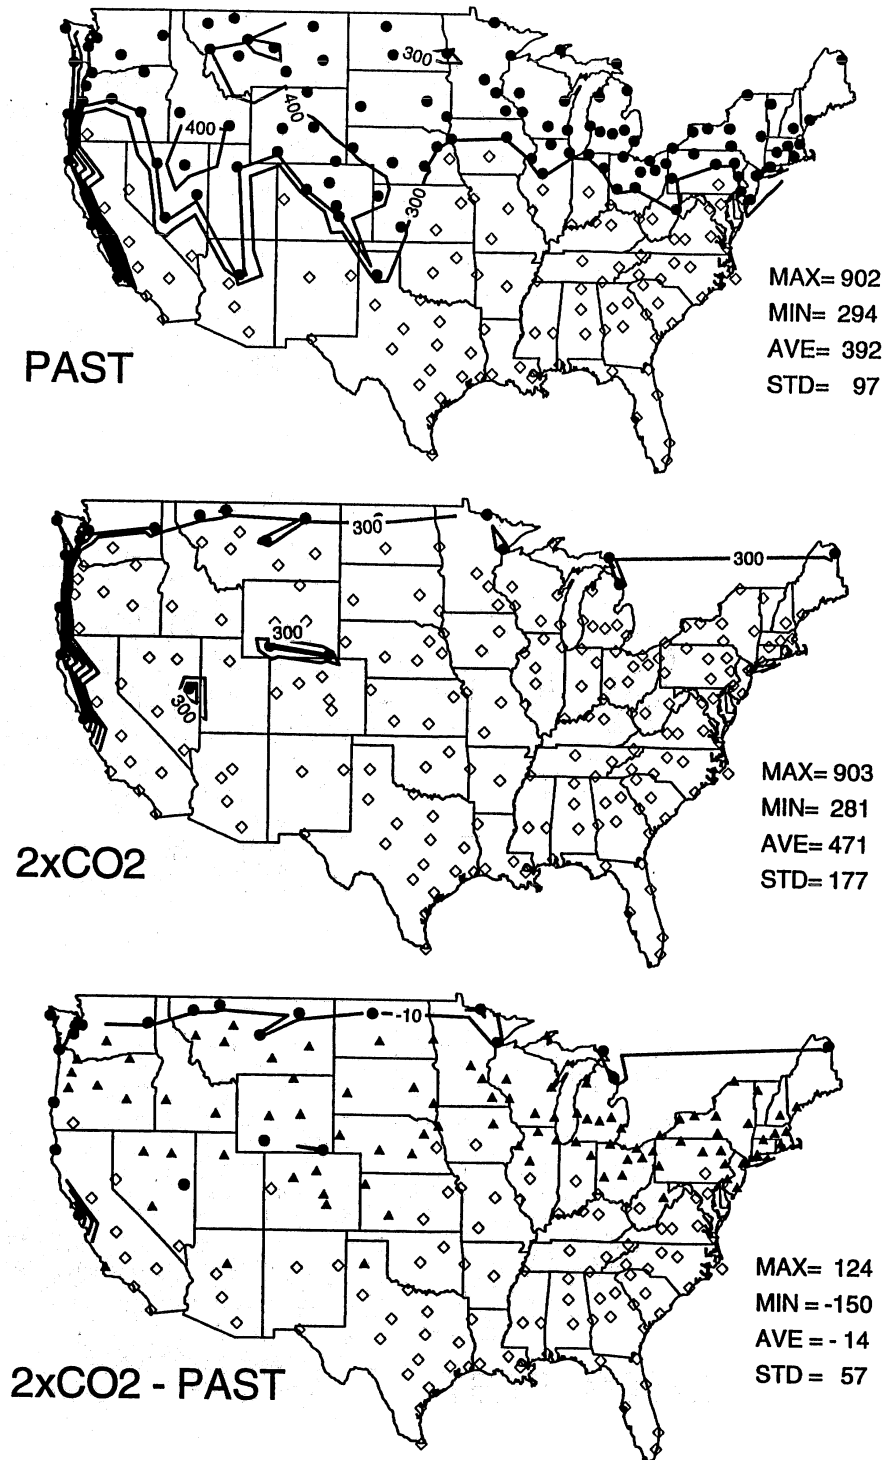 300
400
400
300
MAX= 902
MIN= 294
AVE= 392
STD= 97
PAST
300
300
300
300
MAX= 903
MIN= 281
AVE= 471
STD= 177
2xCO2
-10
MAX= 124
MIN = -150
AVE = - 14
STD = 57
2xCO2 - PAST